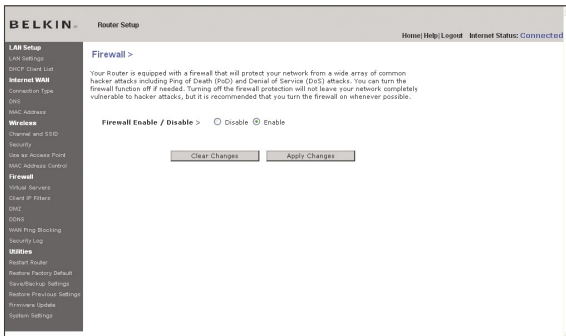 BELKIN® Router Setup
Home| Help| Logout Internet Status: Connected
LAN Setup
LAN Settings
DHCP Client List
Internet WAN
Connection Type
DNS
MAC Address
Wireless
Channel and SSID
Security
Use as Access Point
MAC Address Control
Firewall
Virtual Servers
Client IP Filters
DMZ
DDNS
WAN Ping Blocking
Security Log
Utilities
Restart Router
Restore Factory Default
Save/Backup Settings
Restore Previous Settings
Firmware Update
System Settings
Firewall >
Your Router is equipped with a firewall that will protect your network from a wide array of common
hacker attacks including Ping of Death (PoD) and Denial of Service (DoS) attacks. You can turn the
firewall function off if needed. Turning off the firewall protection will not leave your network completely
vulnerable to hacker attacks, but it is recommended that you turn the firewall on whenever possible.
Firewall Enable / Disable > Disable Enable
Clear Changes Apply Changes